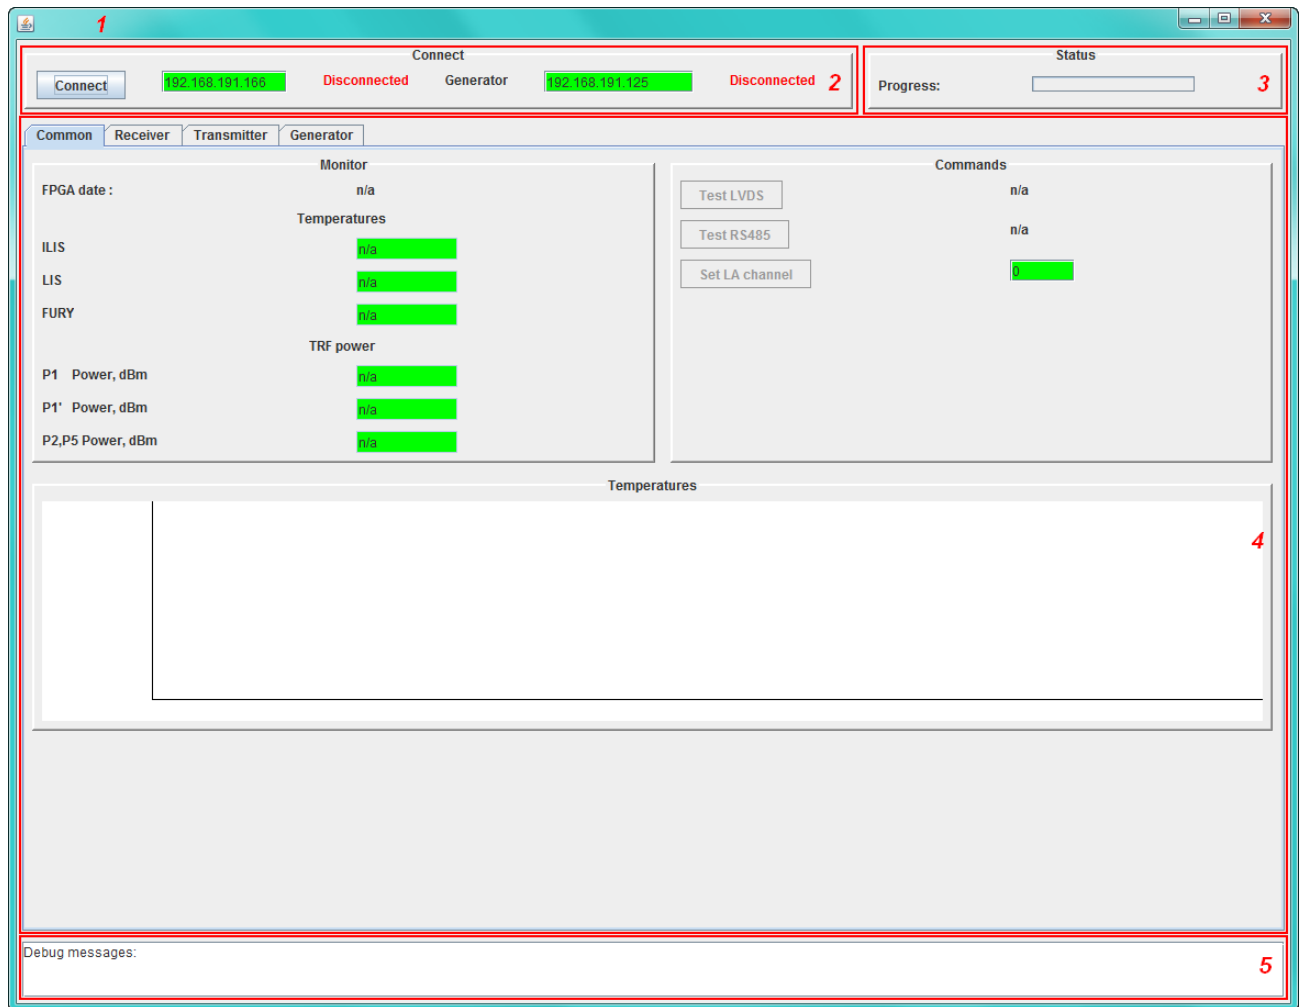 1
Connect
Connect 192.168.191.166 Disconnected Generator 192.168.191.125 Disconnected 2
Status
Progress: 3
Common Receiver Transmitter Generator
Monitor
FPGA date : n/a
Temperatures
ILIS n/a
LIS n/a
FURY n/a
TRF power
P1 Power, dBm n/a
P1' Power, dBm n/a
P2,P5 Power, dBm n/a
Commands
Test LVDS n/a
Test RS485 n/a
Set LA channel 0
Temperatures
4
Debug messages:
5